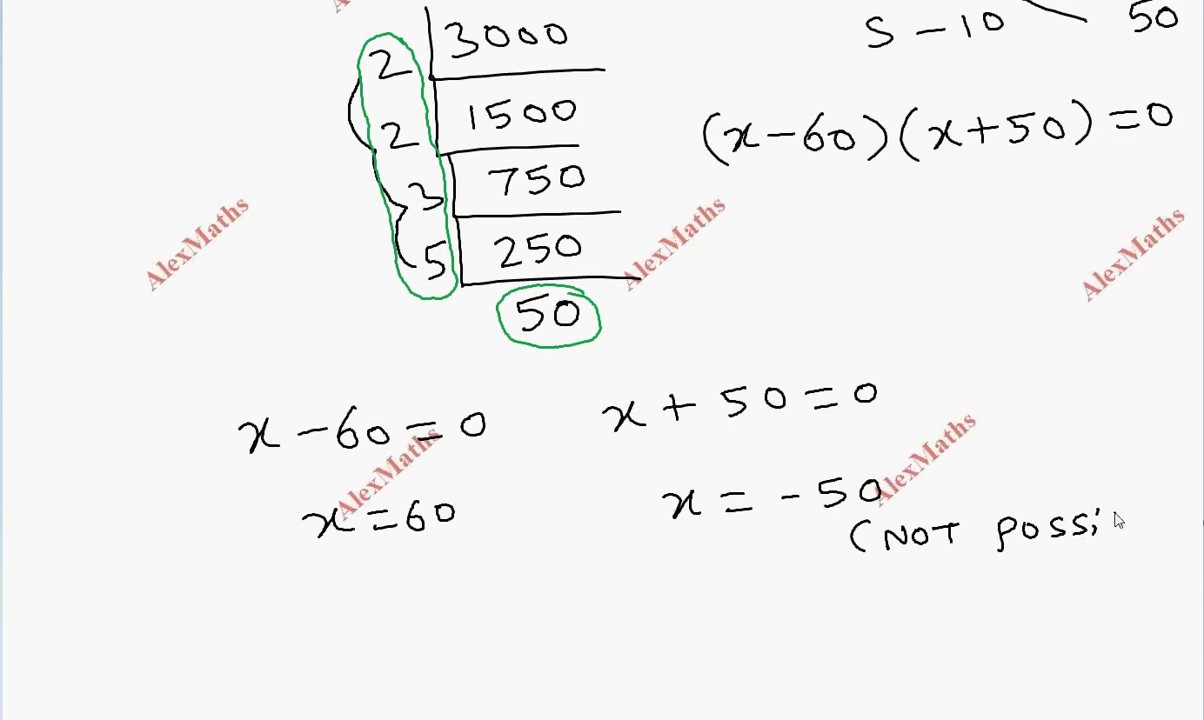 2 | 3000
2 | 1500
3 | 750
5 | 250
50
S - 10
50
(x-60)(x+50)=0
x-60=0
x+50=0
x=60
x = -50
(NOT POSSi
AlexMaths
AlexMaths
AlexMaths
AlexMaths
AlexMaths